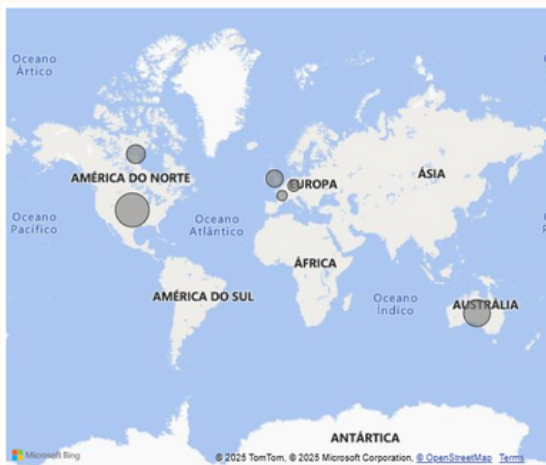 Oceano
Ártico
AMÉRICA DO NORTE
EUROPA
ÁSIA
Oceano
Pacífico
Oceano
Atlântico
ÁFRICA
AMÉRICA DO SUL
Oceano
Índico
AUSTRÁLIA
ANTÁRTICA
Microsoft Bing
© 2025 TomTom, © 2025 Microsoft Corporation, © OpenStreetMap Terms